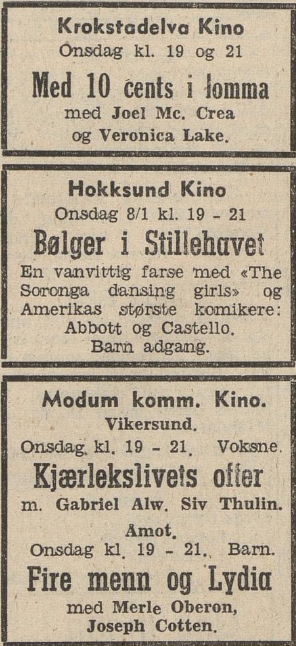 Krokstadelva Kino
Onsdag kl. 19 og 21
Med 10 cents i lomma
med Joel Mc. Crea
og Veronica Lake.
Hokksund Kino
Onsdag 8/1 kl. 19 - 21
Bølger i Stillehavet
En vanvittig farse med «The
Soronga dansing girls» og
Amerikas største komikere:
Abbott og Castello.
Barn adgang.
Modum komm. Kino.
Vikersund.
Onsdag. kl. 19 - 21. Voksne.
Kjærlekslivets offer
m. Gabriel Alw. Siv Thulin.
Åmot.
Onsdag kl. 19 - 21. Barn.
Fire menn og Lydia
med Merle Oberon,
Joseph Cotten.